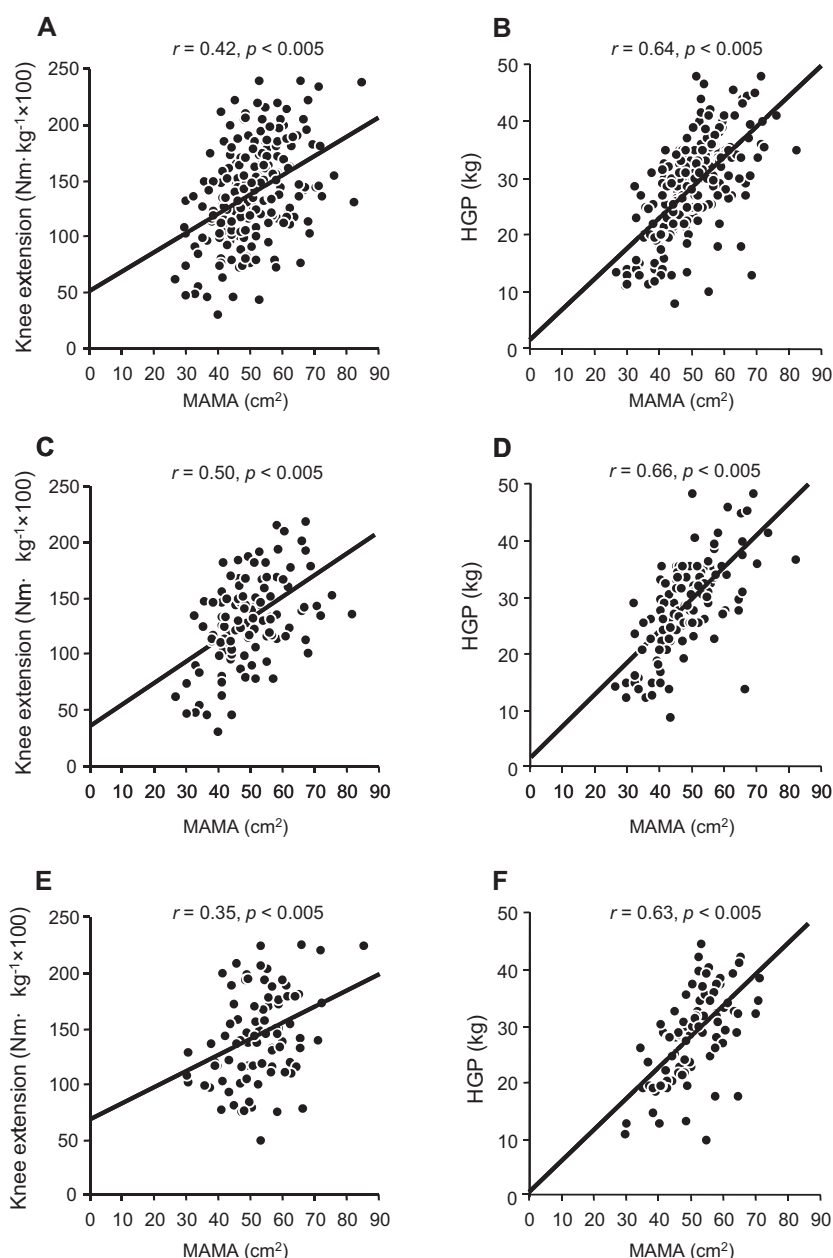 A
r = 0.42, p < 0.005
Knee extension (Nm· kg⁻¹×100)
250
200
150
100
50
0
0 10 20 30 40 50 60 70 80 90
MAMA (cm²)
B
r = 0.64, p < 0.005
HGP (kg)
50
40
30
20
10
0
0 10 20 30 40 50 60 70 80 90
MAMA (cm²)
C
r = 0.50, p < 0.005
Knee extension (Nm· kg⁻¹×100)
250
200
150
100
50
0
0 10 20 30 40 50 60 70 80 90
MAMA (cm²)
D
r = 0.66, p < 0.005
HGP (kg)
50
40
30
20
10
0
0 10 20 30 40 50 60 70 80 90
MAMA (cm²)
E
r = 0.35, p < 0.005
Knee extension (Nm· kg⁻¹×100)
250
200
150
100
50
0
0 10 20 30 40 50 60 70 80 90
MAMA (cm²)
F
r = 0.63, p < 0.005
HGP (kg)
50
40
30
20
10
0
0 10 20 30 40 50 60 70 80 90
MAMA (cm²)